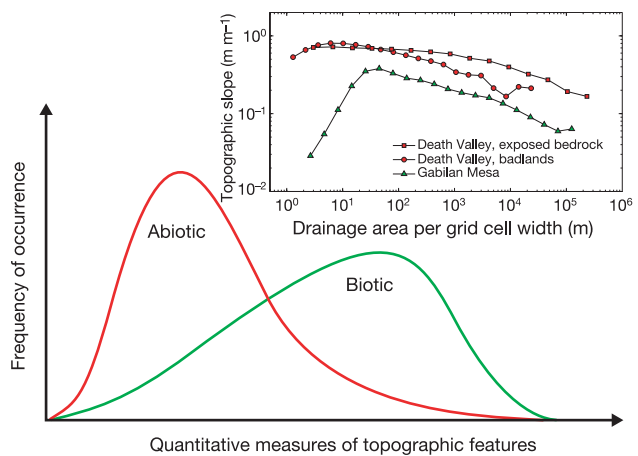 Topographic slope (m m–1)
10⁰
10⁻¹
10⁻²
Death Valley, exposed bedrock
Death Valley, badlands
Gabilan Mesa
10⁰ 10¹ 10² 10³ 10⁴ 10⁵ 10⁶
Drainage area per grid cell width (m)
Frequency of occurrence
Abiotic
Biotic
Quantitative measures of topographic features